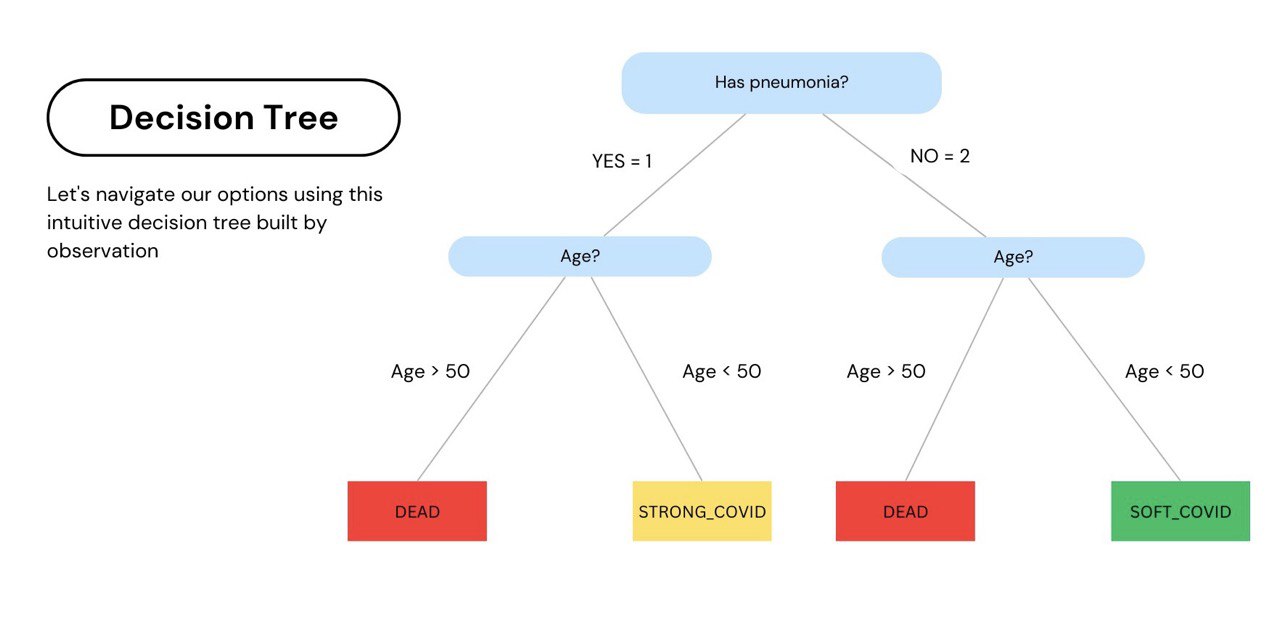 Decision Tree
Let's navigate our options using this
intuitive decision tree built by
observation
Has pneumonia?
YES = 1
NO = 2
Age?
Age?
Age > 50
Age < 50
Age > 50
Age < 50
DEAD
STRONG_COVID
DEAD
SOFT_COVID